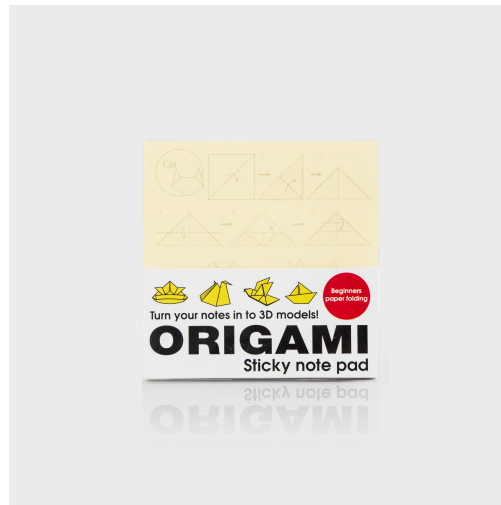 Cat
Beginners
paper folding
Turn your notes in to 3D models!
ORIGAMI
Sticky note pad